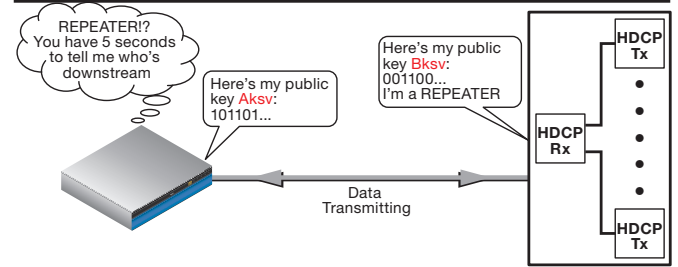 REPEATER!?
You have 5 seconds
to tell me who's
downstream
Here's my public
key Aksv:
101101...
Here's my public
key Bksv:
001100...
I'm a REPEATER
Data
Transmitting
HDCP
Tx
HDCP
Rx
HDCP
Tx